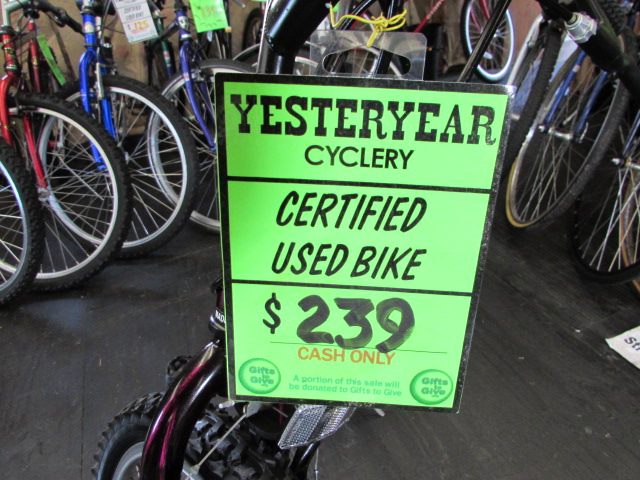 YESTERYEAR
CYCLERY
CERTIFIED
USED BIKE
$ 239
CASH ONLY
Gifts
to
Give
A portion of this sale will
be donated to Gifts to Give
Gifts
to
Give